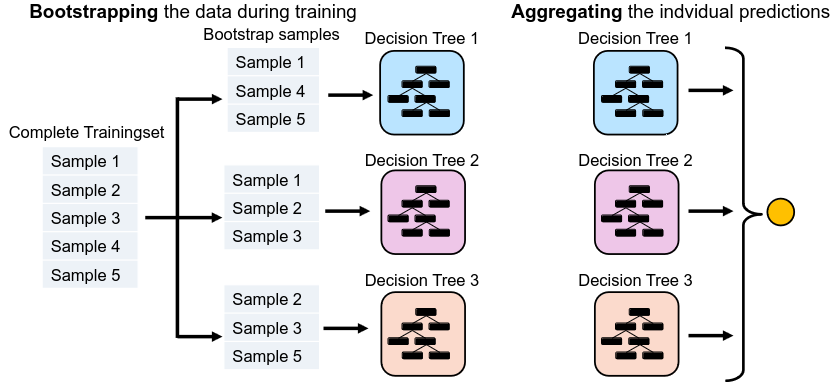 Bootstrapping the data during training
Bootstrap samples
Complete Trainingset
Sample 1
Sample 2
Sample 3
Sample 4
Sample 5
Sample 1
Sample 4
Sample 5
Decision Tree 1
Sample 1
Sample 2
Sample 3
Decision Tree 2
Sample 2
Sample 3
Sample 5
Decision Tree 3
Aggregating the indvidual predictions
Decision Tree 1
Decision Tree 2
Decision Tree 3